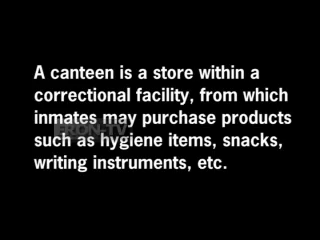 A canteen is a store within a
correctional facility, from which
inmates may purchase products
such as hygiene items, snacks,
writing instruments, etc.